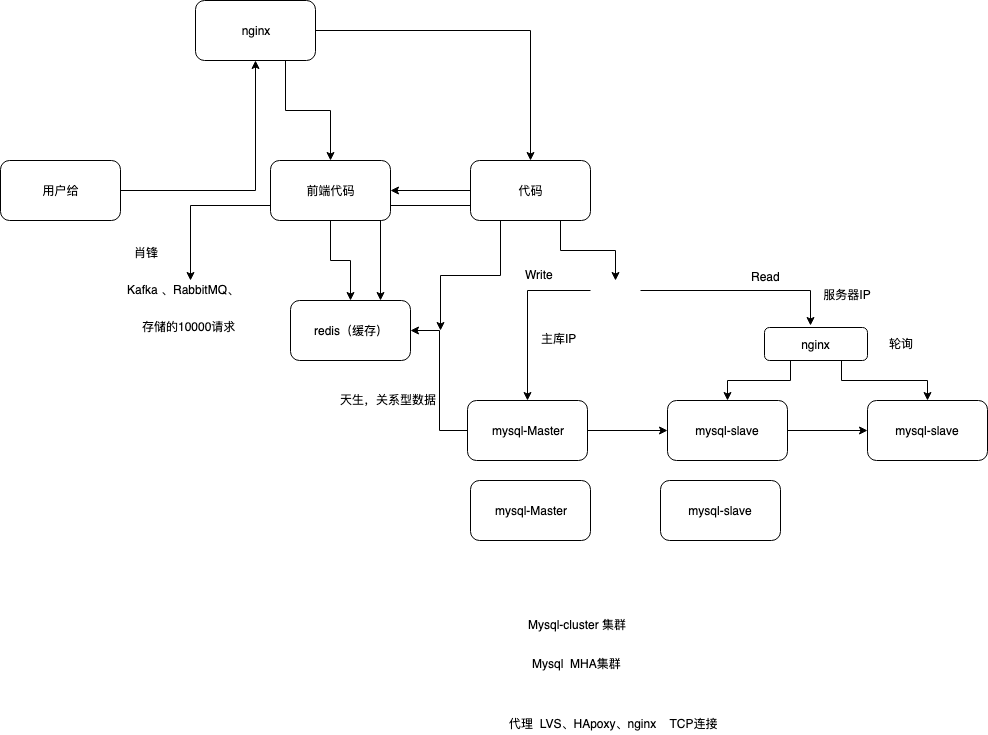 nginx
用户给
前端代码
代码
肖锋
Kafka 、RabbitMQ、
存储的10000请求
Write
Read
服务器IP
redis（缓存）
主库IP
nginx
轮询
天生，关系型数据
mysql-Master
mysql-slave
mysql-slave
mysql-Master
mysql-slave
Mysql-cluster 集群
Mysql MHA集群
代理 LVS、HApoxy、nginx TCP连接